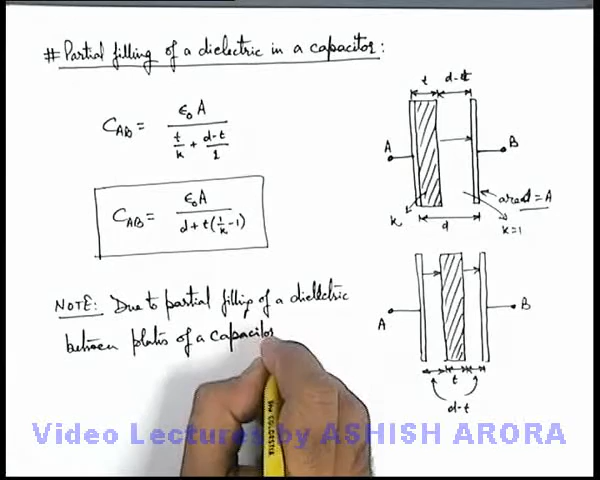 # Partial filling of a dielectric in a capacitor:
C_AB = ε₀A / (t/k + (d-t)/1)
C_AB = ε₀A / (d + t(1/k - 1))
NOTE: Due to partial filling of a dielectric
between plates of a capacitor
t d-t
A
B
area = A
k
d
k=1
A
B
t
d-t
Video Lectures by ASHISH ARORA